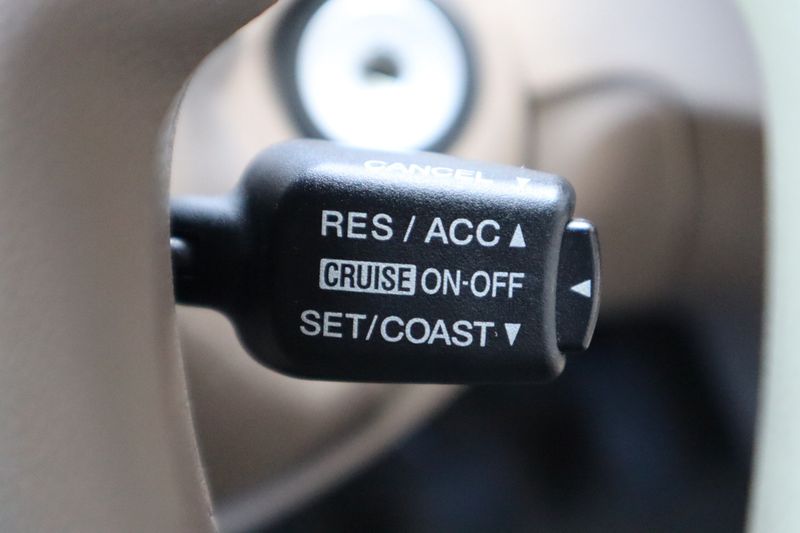 CANCEL ▼
RES / ACC ▲
CRUISE ON-OFF ◀
SET/COAST ▼